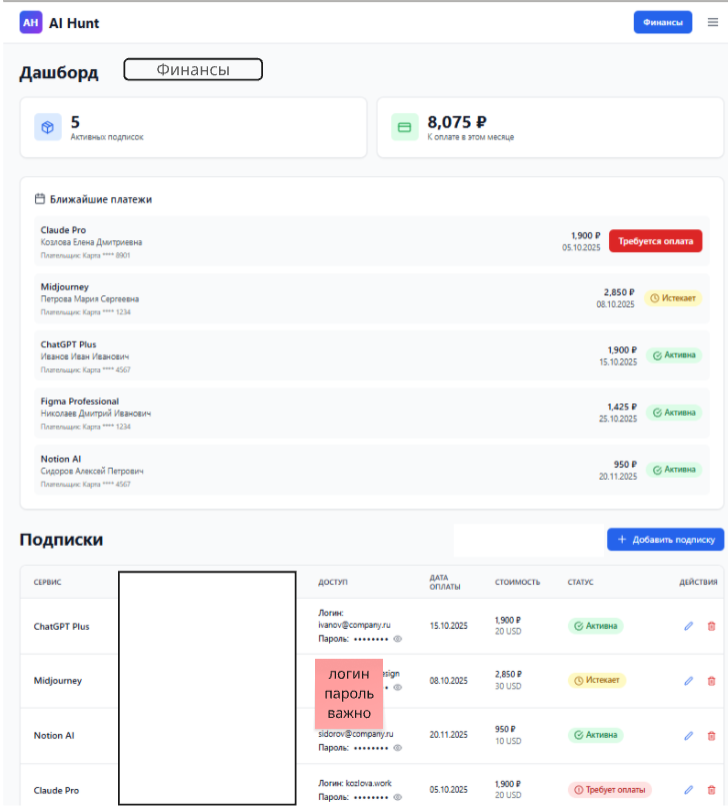 AH AI Hunt
Финансы
Дашборд
Финансы
5
Активных подписок
8,075 ₽
К оплате в этом месяце
Ближайшие платежи
Claude Pro
Козлова Елена Дмитриевна
Плательщик: Карта **** 8901
1,900 ₽
05.10.2025
Требуется оплата
Midjourney
Петрова Мария Сергеевна
Плательщик: Карта **** 1234
2,850 ₽
08.10.2025
Истекает
ChatGPT Plus
Иванов Иван Иванович
Плательщик: Карта **** 4567
1,900 ₽
15.10.2025
Активна
Figma Professional
Николаев Дмитрий Иванович
Плательщик: Карта **** 1234
1,425 ₽
25.10.2025
Активна
Notion AI
Сидоров Алексей Петрович
Плательщик: Карта **** 4567
950 ₽
20.11.2025
Активна
Подписки
+ Добавить подписку
СЕРВИС
ДОСТУП
ДАТА
ОПЛАТЫ
СТОИМОСТЬ
СТАТУС
ДЕЙСТВИЯ
ChatGPT Plus
Логин:
ivanov@company.ru
Пароль: ••••••••
15.10.2025
1,900 ₽
20 USD
Активна
Midjourney
логин
пароль
важно
08.10.2025
2,850 ₽
30 USD
Истекает
Notion AI
sidorov@company.ru
Пароль: ••••••••
20.11.2025
950 ₽
10 USD
Активна
Claude Pro
Логин: kozlova.work
Пароль: ••••••••
05.10.2025
1,900 ₽
20 USD
Требует оплаты